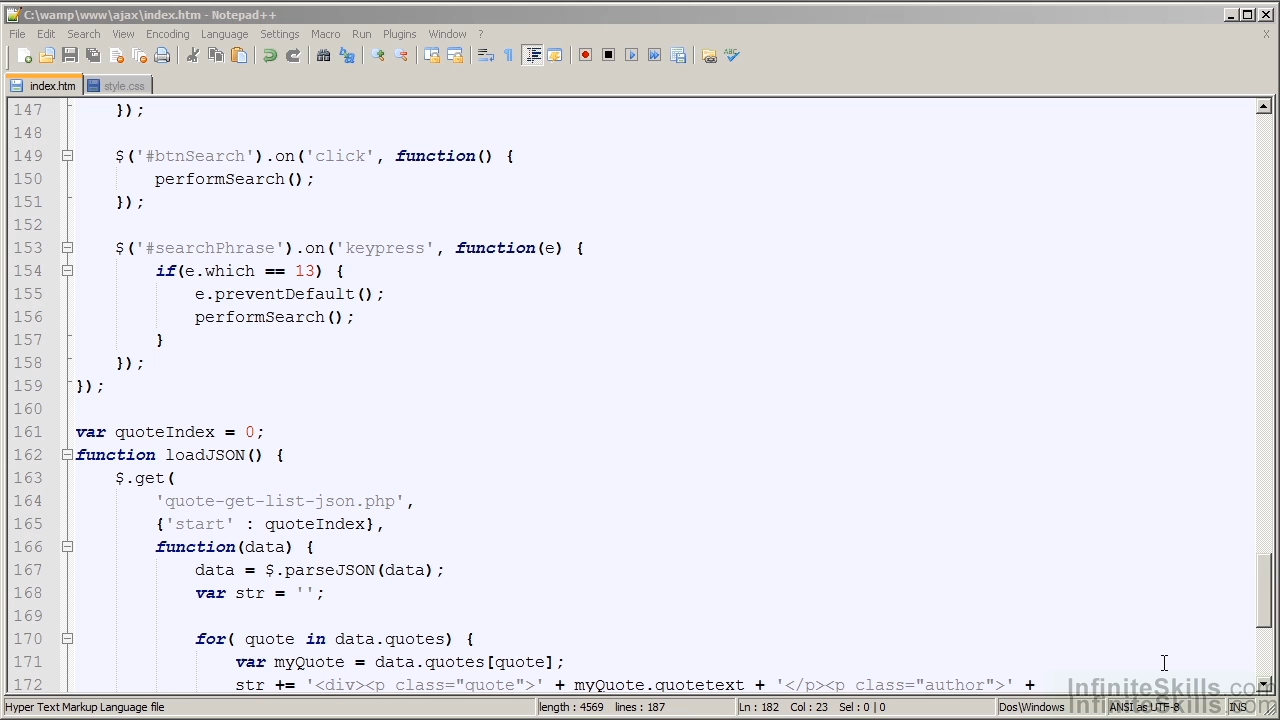 C:\wamp\www\ajax\index.htm - Notepad++
File Edit Search View Encoding Language Settings Macro Run Plugins Window ? X
index.htm style.css
147 });
148
149 $('#btnSearch').on('click', function() {
150 performSearch();
151 });
152
153 $('#searchPhrase').on('keypress', function(e) {
154 if(e.which == 13) {
155 e.preventDefault();
156 performSearch();
157 }
158 });
159 });
160
161 var quoteIndex = 0;
162 function loadJSON() {
163 $.get(
164 'quote-get-list-json.php',
165 {'start' : quoteIndex},
166 function(data) {
167 data = $.parseJSON(data);
168 var str = '';
169
170 for( quote in data.quotes) {
171 var myQuote = data.quotes[quote];
172 str += '<div><p class="quote">' + myQuote.quotetext + '</p><p class="author">' +
InfiniteSkills.com
Hyper Text Markup Language file length : 4569 lines : 187 Ln : 182 Col : 23 Sel : 0 | 0 Dos\Windows ANSI as UTF-8 INS